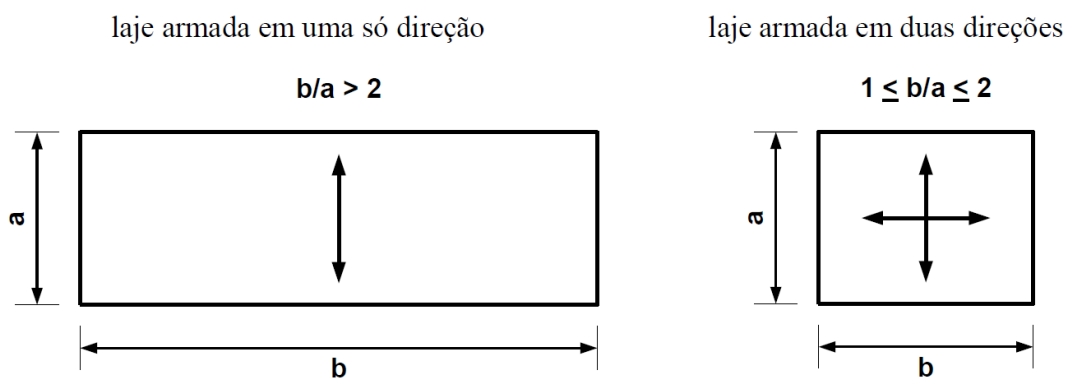 laje armada em uma só direção
b/a > 2
a
b
laje armada em duas direções
1 ≤ b/a ≤ 2
a
b